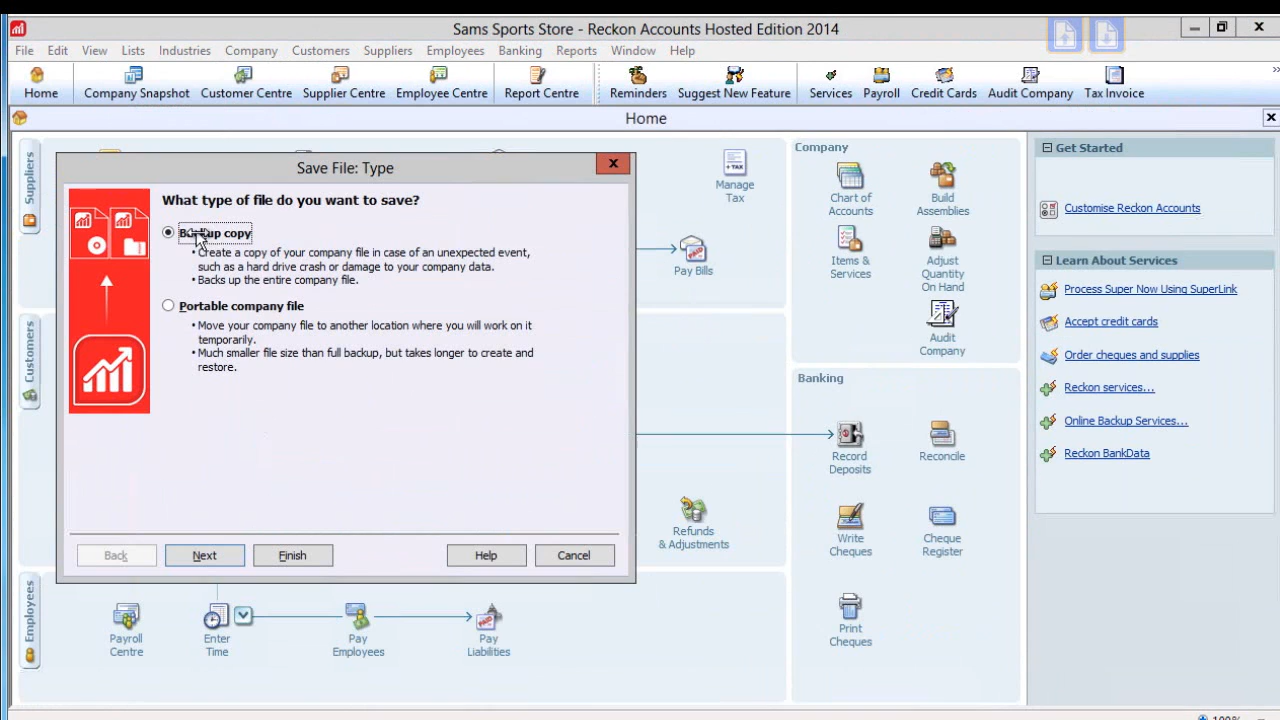 Sams Sports Store - Reckon Accounts Hosted Edition 2014
File Edit View Lists Industries Company Customers Suppliers Employees Banking Reports Window Help
Home Company Snapshot Customer Centre Supplier Centre Employee Centre Report Centre Reminders Suggest New Feature Services Payroll Credit Cards Audit Company Tax Invoice
Home
Suppliers
Customers
Employees
Save File: Type
What type of file do you want to save?
Backup copy
•Create a copy of your company file in case of an unexpected event,
such as a hard drive crash or damage to your company data.
•Backs up the entire company file.
Portable company file
•Move your company file to another location where you will work on it
temporarily.
•Much smaller file size than full backup, but takes longer to create and
restore.
Back Next Finish Help Cancel
+ TAX
Manage
Tax
Pay Bills
Refunds
& Adjustments
Payroll
Centre
Enter
Time
Pay
Employees
Pay
Liabilities
Company
Chart of
Accounts
Build
Assemblies
Items &
Services
Adjust
Quantity
On Hand
Audit
Company
Banking
Record
Deposits
Reconcile
Write
Cheques
Cheque
Register
Print
Cheques
Get Started
Customise Reckon Accounts
Learn About Services
Process Super Now Using SuperLink
Accept credit cards
Order cheques and supplies
Reckon services...
Online Backup Services...
Reckon BankData
100%